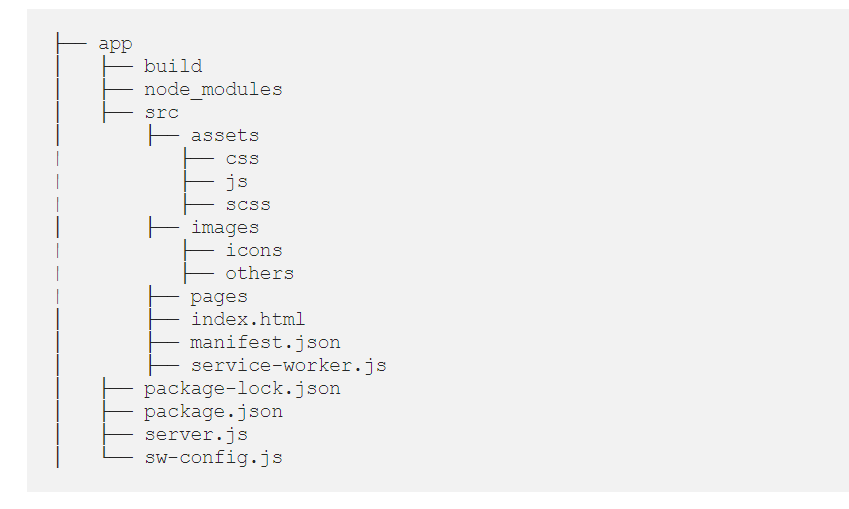 ├── app
│   ├── build
│   ├── node_modules
│   ├── src
│       ├── assets
|          ├── css
|          ├── js
|          ├── scss
│       ├── images
|          ├── icons
|          ├── others
|       ├── pages
│       ├── index.html
│       ├── manifest.json
│       ├── service-worker.js
│   ├── package-lock.json
│   ├── package.json
│   ├── server.js
│   └── sw-config.js